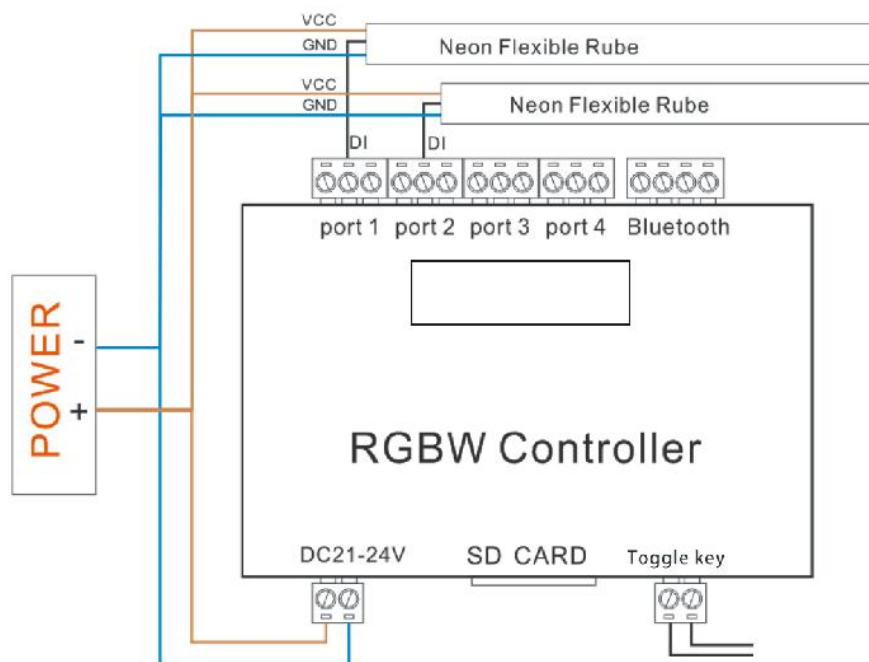 VCC
GND
Neon Flexible Rube
VCC
GND
Neon Flexible Rube
DI
DI
port 1 port 2 port 3 port 4 Bluetooth
POWER
-
+
RGBW Controller
DC21-24V
SD CARD
Toggle key